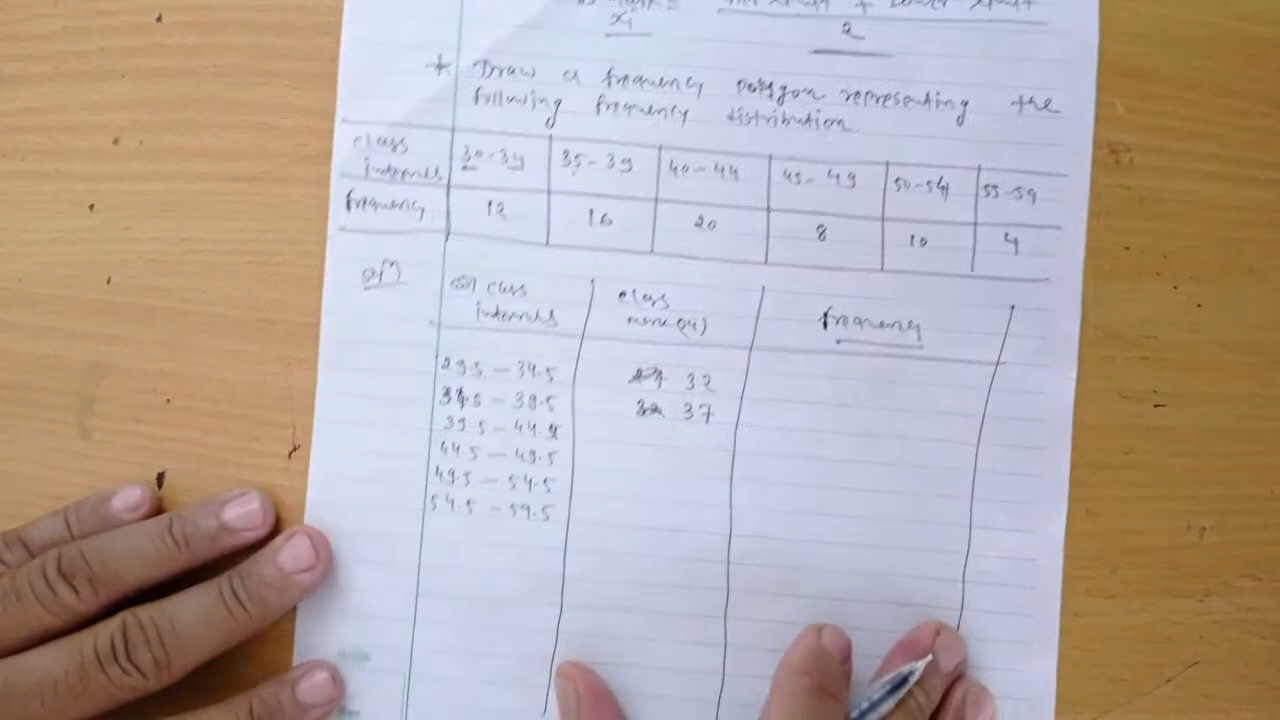 xi
2
* Draw a frequency polygon representing the
following frequency distribution.
class intervals 30-34 35-39 40-44 45-49 50-54 55-59
frequency 12 16 20 8 10 4
class intervals class mark(xi) frequency
29.5 - 34.5 32
34.5 - 39.5 37
39.5 - 44.5
44.5 - 49.5
49.5 - 54.5
54.5 - 59.5